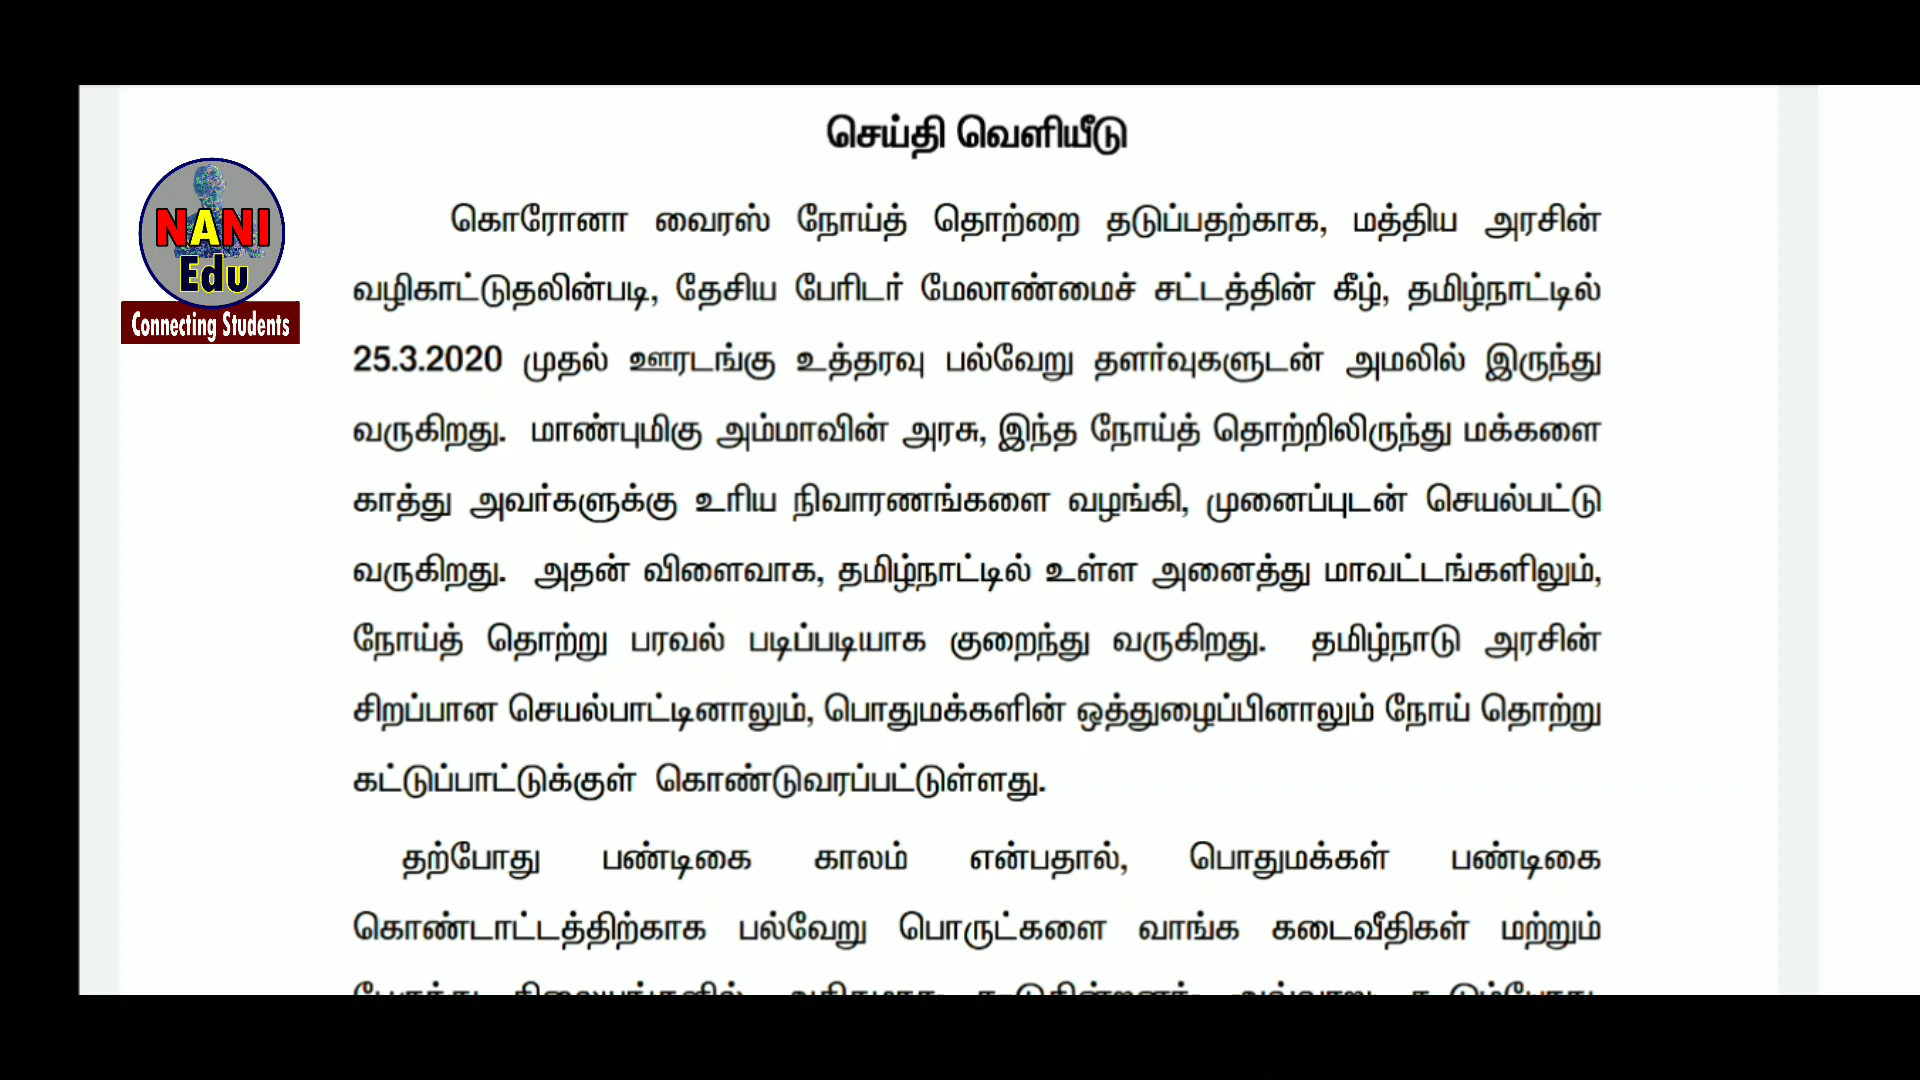 செய்தி வெளியீடு
NANI
Edu
Connecting Students
கொரோனா வைரஸ் நோய்த் தொற்றை தடுப்பதற்காக, மத்திய அரசின்
வழிகாட்டுதலின்படி, தேசிய பேரிடர் மேலாண்மைச் சட்டத்தின் கீழ், தமிழ்நாட்டில்
25.3.2020 முதல் ஊரடங்கு உத்தரவு பல்வேறு தளர்வுகளுடன் அமலில் இருந்து
வருகிறது. மாண்புமிகு அம்மாவின் அரசு, இந்த நோய்த் தொற்றிலிருந்து மக்களை
காத்து அவர்களுக்கு உரிய நிவாரணங்களை வழங்கி, முனைப்புடன் செயல்பட்டு
வருகிறது. அதன் விளைவாக, தமிழ்நாட்டில் உள்ள அனைத்து மாவட்டங்களிலும்,
நோய்த் தொற்று பரவல் படிப்படியாக குறைந்து வருகிறது. தமிழ்நாடு அரசின்
சிறப்பான செயல்பாட்டினாலும், பொதுமக்களின் ஒத்துழைப்பினாலும் நோய் தொற்று
கட்டுப்பாட்டுக்குள் கொண்டுவரப்பட்டுள்ளது.
தற்போது பண்டிகை காலம் என்பதால், பொதுமக்கள் பண்டிகை
கொண்டாட்டத்திற்காக பல்வேறு பொருட்களை வாங்க கடைவீதிகள் மற்றும்